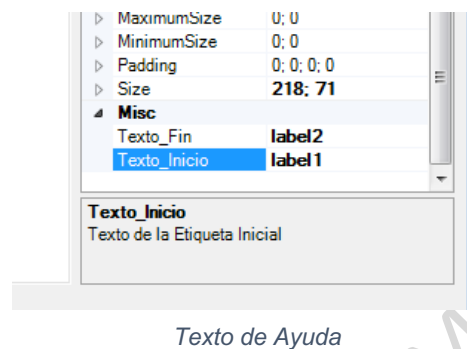 MaximumSize 0; 0
MinimumSize 0; 0
Padding 0; 0; 0; 0
Size 218; 71
Misc
Texto_Fin label2
Texto_Inicio label1
Texto_Inicio
Texto de la Etiqueta Inicial
Texto de Ayuda